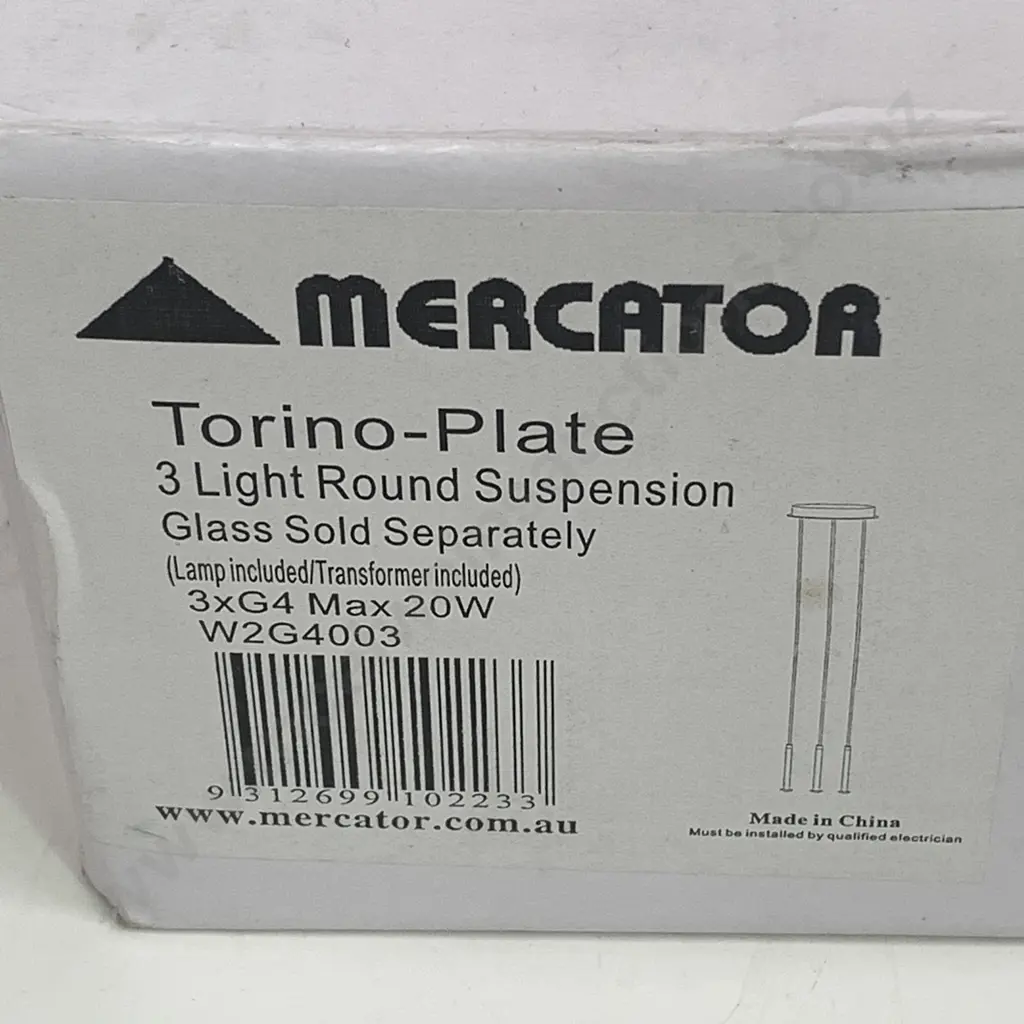 MERCATOR
Torino-Plate
3 Light Round Suspension
Glass Sold Separately
(Lamp included/Transformer included)
3xG4 Max 20W
W2G4003
9 312699 102233
www.mercator.com.au
Made in China
Must be installed by qualified electrician